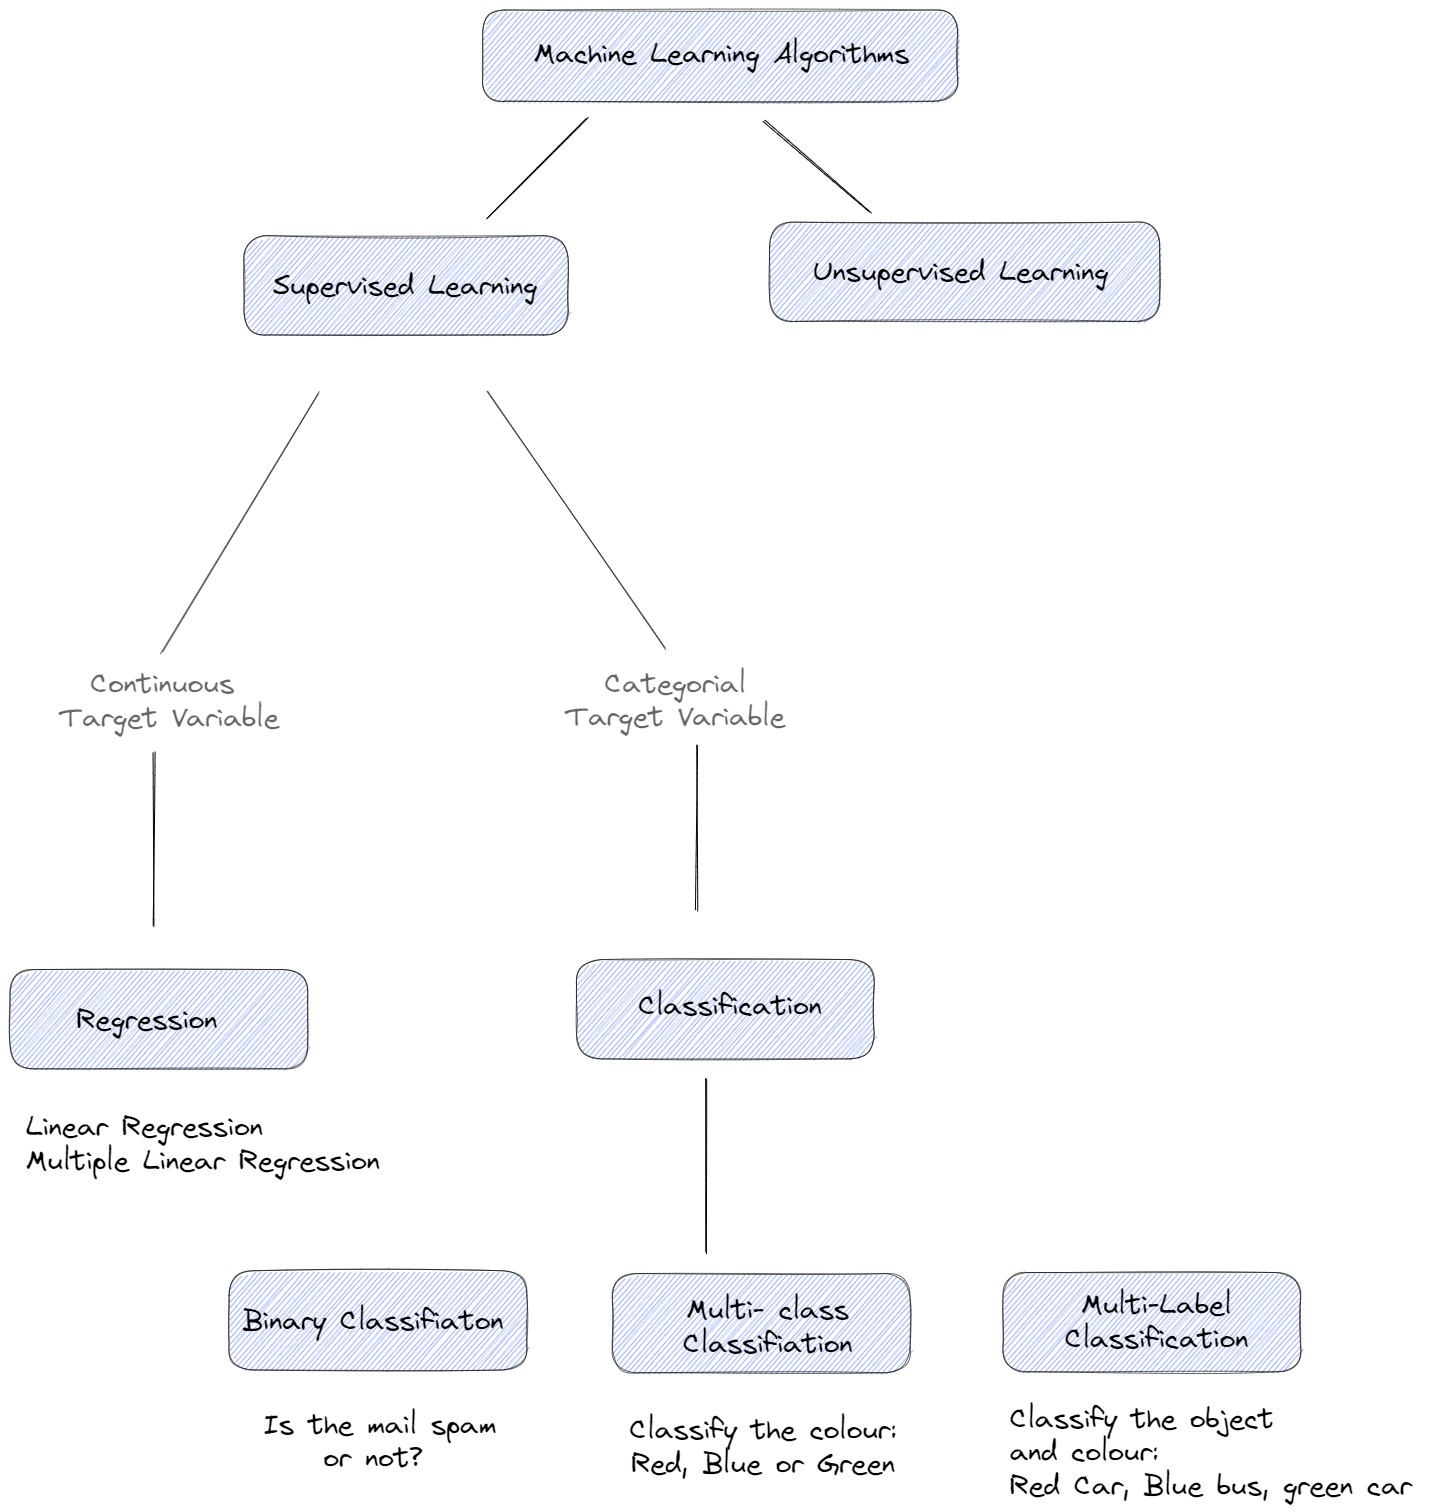 Machine Learning Algorithms
Supervised Learning
Unsupervised Learning
Continuous
Target Variable
Categorial
Target Variable
Regression
Classification
Linear Regression
Multiple Linear Regression
Binary Classifiaton
Multi- class
Classifiation
Multi-Label
Classification
Is the mail spam
or not?
Classify the colour:
Red, Blue or Green
Classify the object
and colour:
Red Car, Blue bus, green car